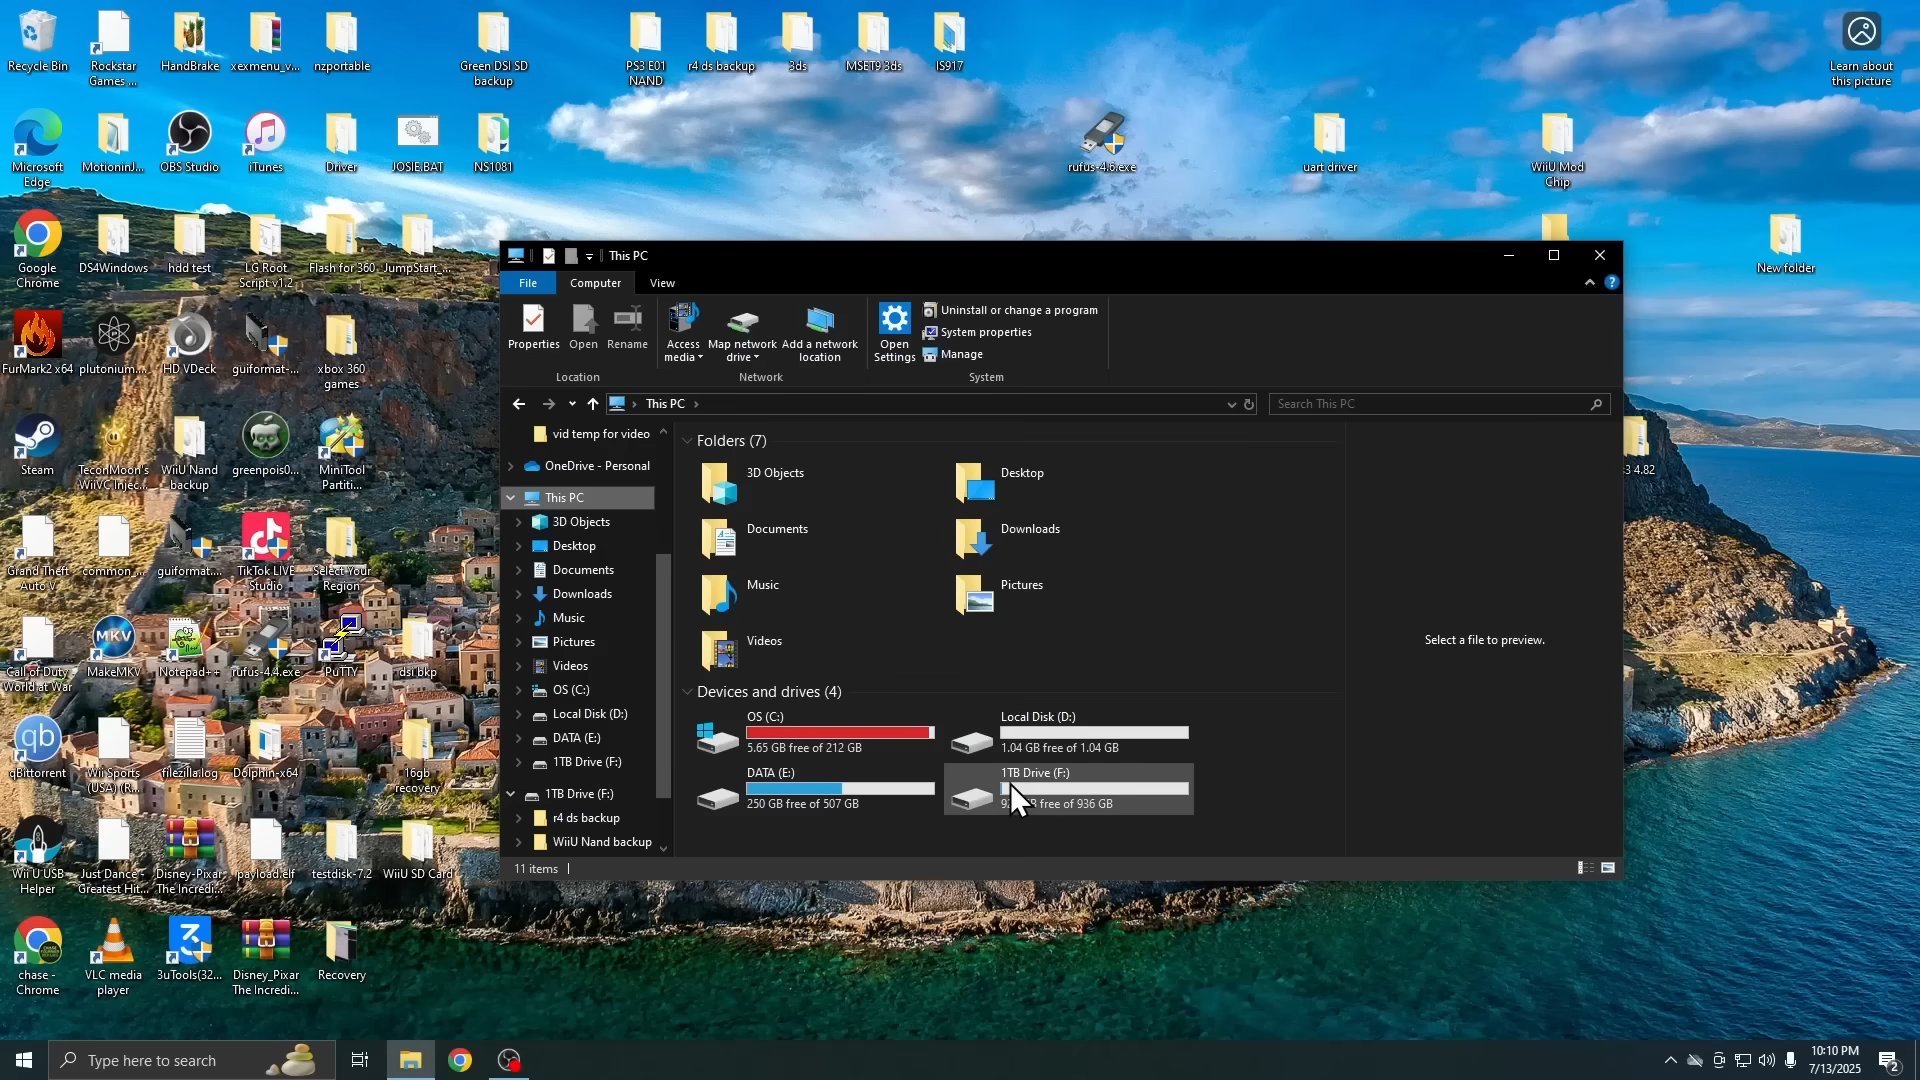 Recycle Bin
Rockstar
Games ...
HandBrake
xexmenu_v...
nzportable
Green DSI SD
backup
PS3 E01
NAND
r4 ds backup
3ds
MSET9 3ds
IS917
Learn about
this picture
Microsoft
Edge
MotioninJ...
OBS Studio
iTunes
Driver
JOSIE.BAT
NS1081
rufus-4.6.exe
uart driver
WiiU Mod
Chip
Google
Chrome
DS4Windows
hdd test
LG Root
Script v1.2
Flash for 360
JumpStart_...
New folder
FurMark2 x64
plutonium....
HD VDeck
guiformat-...
xbox 360
games
Steam
TeconMoon's
WiiVC Injec...
WiiU Nand
backup
greenpois0...
MiniTool
Partiti...
3 4.82
Grand Theft
Auto V
common_...
guiformat....
TikTok LIVE
Studio
Select Your
Region
Call of Duty
World at War
MKV
MakeMKV
Notepad++
rufus-4.4.exe
PuTTY
dsi bkp
qb
qBittorrent
Wii Sports
(USA) (R...
filezilla.log
Dolphin-x64
16gb
recovery
Wii U USB
Helper
Just Dance -
Greatest Hit...
Disney-Pixar
The Incredi...
payload.elf
testdisk-7.2
WiiU SD Card
chase -
Chrome
VLC media
player
3uTools(32...
Disney_Pixar
The Incredi...
Recovery
This PC
File
Computer
View
Properties
Open
Rename
Access
media
Map network
drive
Add a network
location
Open
Settings
Uninstall or change a program
System properties
Manage
Location
Network
System
This PC
Search This PC
vid temp for video
OneDrive - Personal
This PC
3D Objects
Desktop
Documents
Downloads
Music
Pictures
Videos
OS (C:)
Local Disk (D:)
DATA (E:)
1TB Drive (F:)
1TB Drive (F:)
r4 ds backup
WiiU Nand backup
Folders (7)
3D Objects
Desktop
Documents
Downloads
Music
Pictures
Videos
Devices and drives (4)
OS (C:)
5.65 GB free of 212 GB
Local Disk (D:)
1.04 GB free of 1.04 GB
DATA (E:)
250 GB free of 507 GB
1TB Drive (F:)
free of 936 GB
Select a file to preview.
11 items
Type here to search
10:10 PM
7/13/2025
2